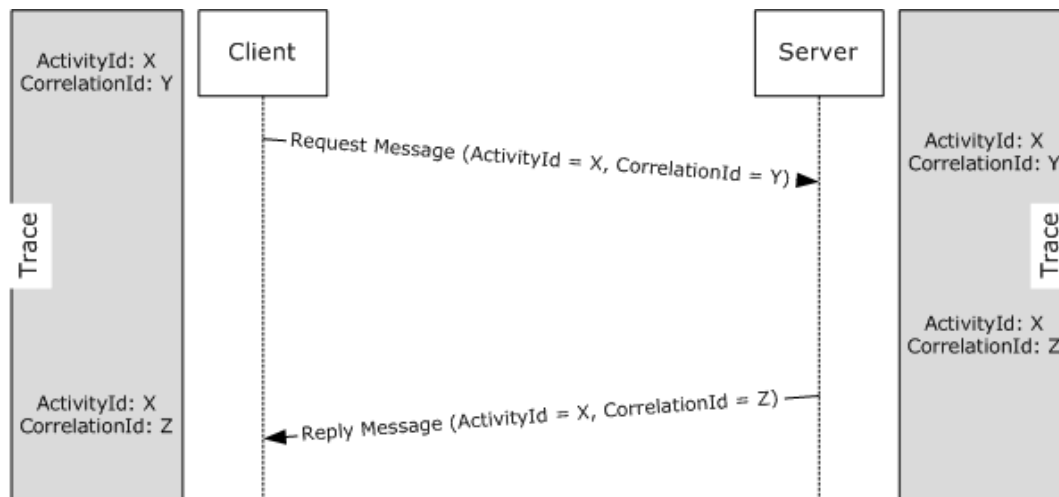 ActivityId: X
CorrelationId: Y
Client
Server
Request Message (ActivityId = X, CorrelationId = Y)
ActivityId: X
CorrelationId: Y
Trace
Trace
ActivityId: X
CorrelationId: Z
Reply Message (ActivityId = X, CorrelationId = Z)
ActivityId: X
CorrelationId: Z